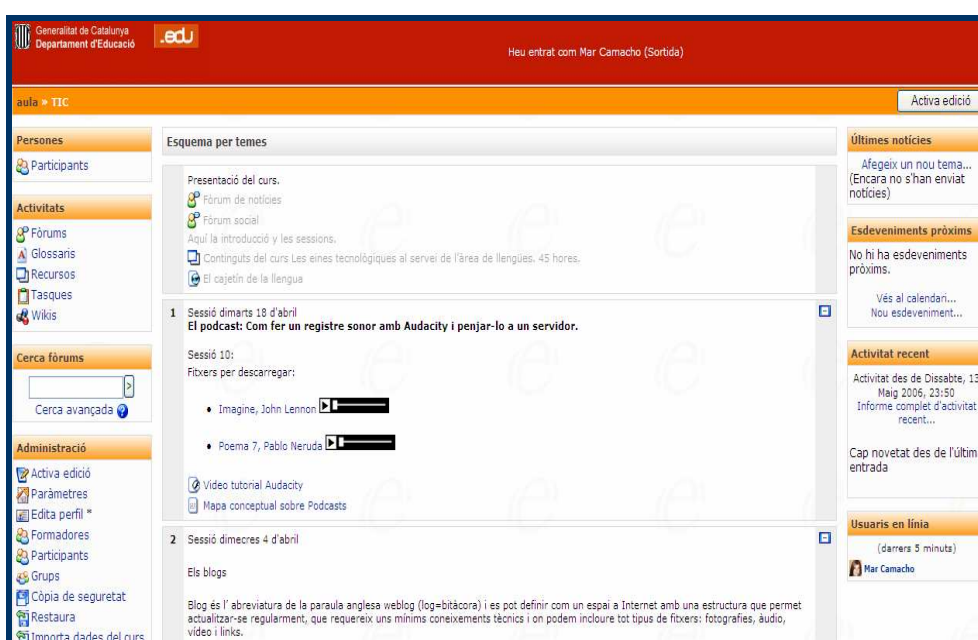 Generalitat de Catalunya
Departament d'Educació
.edu
Heu entrat com Mar Camacho (Sortida)
aula » TIC
Activa edició
Persones
Participants
Activitats
Fòrums
Glossaris
Recursos
Tasques
Wikis
Cerca fòrums
Cerca avançada
Administració
Activa edició
Paràmetres
Edita perfil *
Formadores
Participants
Grups
Còpia de seguretat
Restaura
Importa dades del curs
Esquema per temes
Presentació del curs.
Fòrum de notícies
Fòrum social
Aquí la introducció y les sessions.
Continguts del curs Les eines tecnològiques al servei de l'àrea de llengües. 45 hores.
El cajetín de la llengua
1 Sessió dimarts 18 d'abril
El podcast: Com fer un registre sonor amb Audacity i penjar-lo a un servidor.
Sessió 10:
Fitxers per descarregar:
Imagine, John Lennon
Poema 7, Pablo Neruda
Video tutorial Audacity
Mapa conceptual sobre Podcasts
2 Sessió dimecres 4 d'abril
Els blogs
Blog és l' abreviatura de la paraula anglesa weblog (log=bitàcora) i es pot definir com un espai a Internet amb una estructura que permet
actualitzar-se regularment, que requereix uns mínims coneixements tècnics i on podem incloure tot tipus de fitxers: fotografies, àudio,
vídeo i links.
Últimes notícies
Afegeix un nou tema...
(Encara no s'han enviat
notícies)
Esdeveniments pròxims
No hi ha esdeveniments
pròxims.
Vés al calendari...
Nou esdeveniment...
Activitat recent
Activitat des de Dissabte, 13
Maig 2006, 23:50
Informe complet d'activitat
recent...
Cap novetat des de l'últim
entrada
Usuaris en línia
(darrers 5 minuts)
Mar Camacho